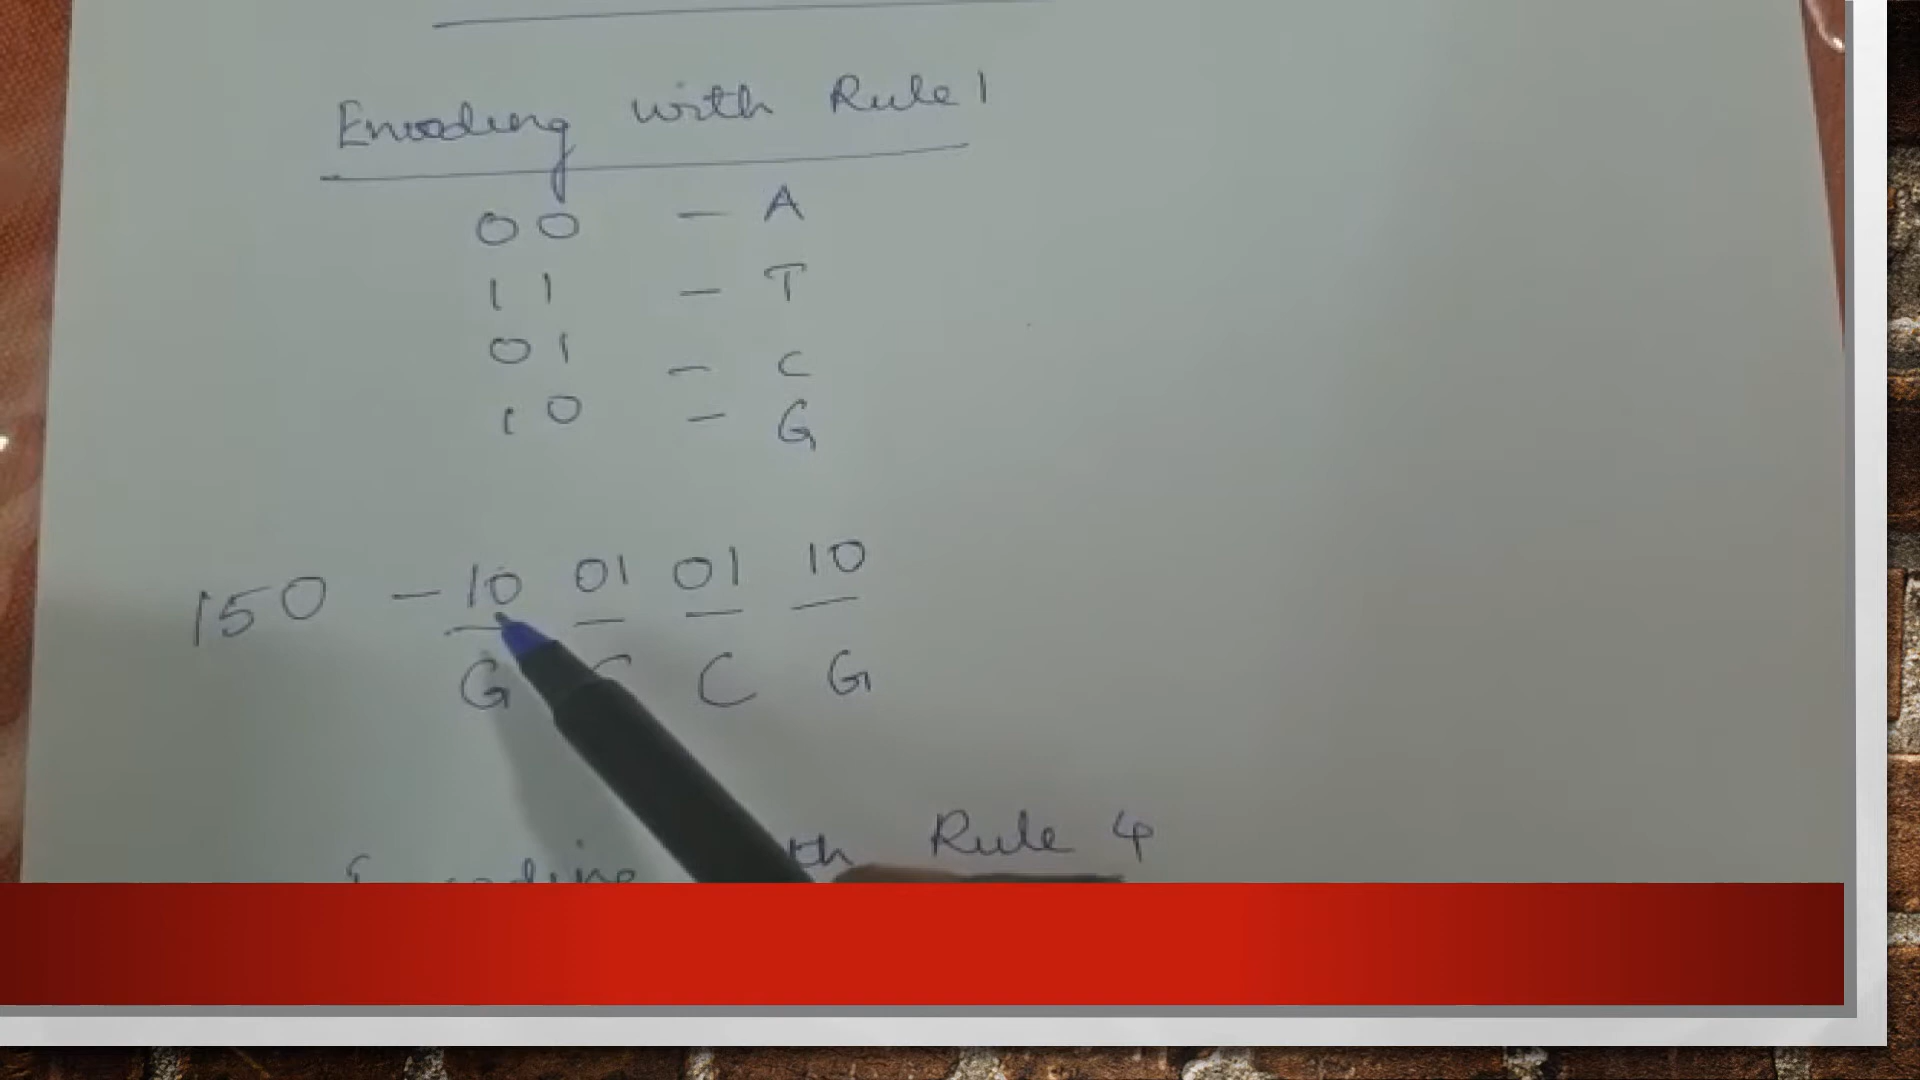 Encoding with Rule 1
00 - A
11 - T
01 - C
10 - G
150 - 10 01 01 10
G C C G
Rule 4